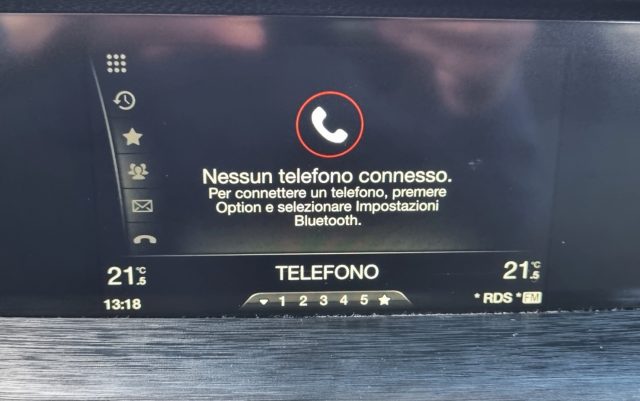 Nessun telefono connesso.
Per connettere un telefono, premere
Option e selezionare Impostazioni
Bluetooth.
21°C.5
TELEFONO
21°C.5
13:18
1 2 3 4 5
* RDS * FM